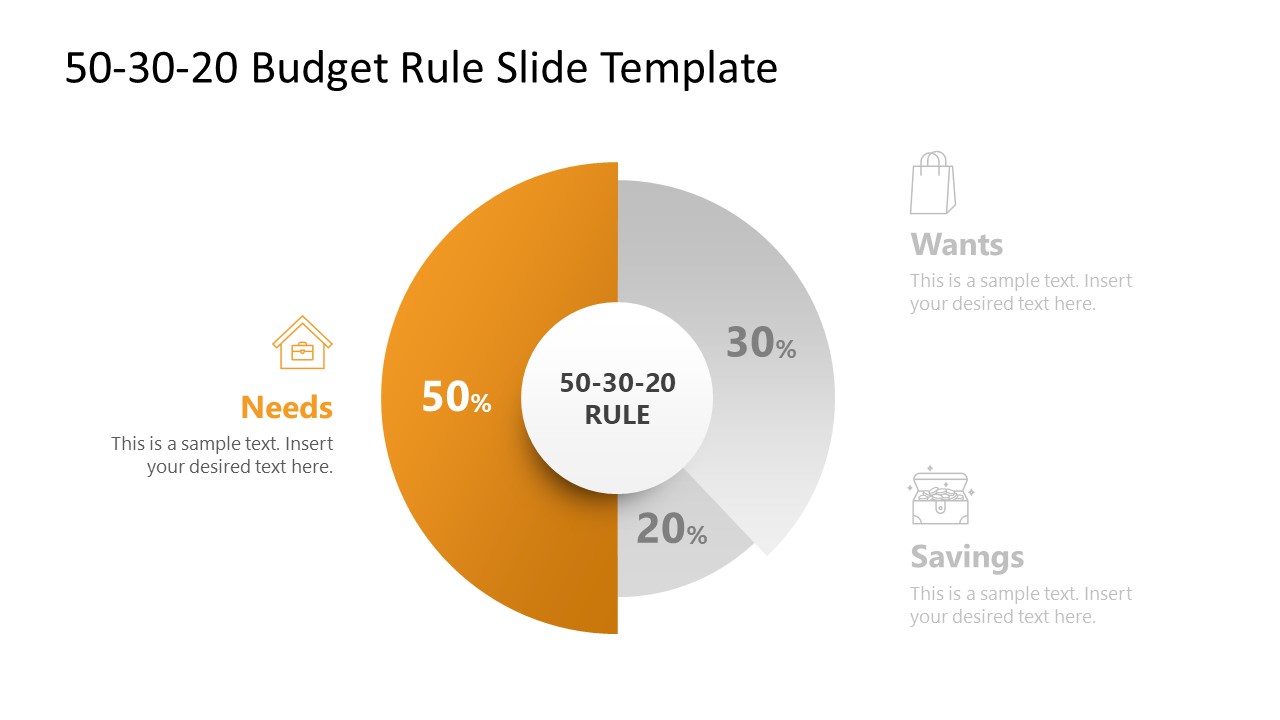 50-30-20 Budget Rule Slide Template
Needs
This is a sample text. Insert
your desired text here.
50%
50-30-20
RULE
30%
20%
Wants
This is a sample text. Insert
your desired text here.
Savings
This is a sample text. Insert
your desired text here.